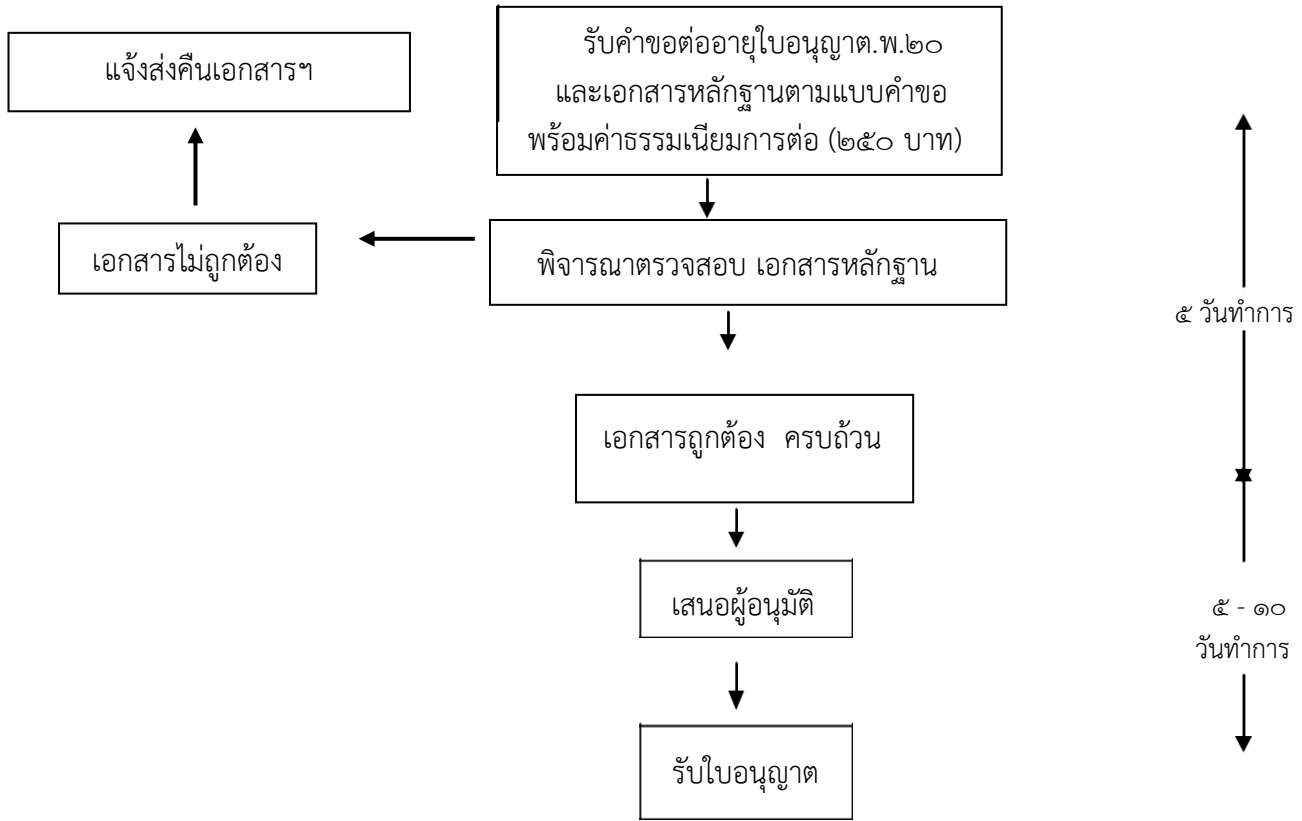 แจ้งส่งคืนเอกสารฯ
รับคำขอต่ออายุใบอนุญาต.พ.๒๐
และเอกสารหลักฐานตามแบบคำขอ
พร้อมค่าธรรมเนียมการต่อ (๒๕๐ บาท)
เอกสารไม่ถูกต้อง
พิจารณาตรวจสอบ เอกสารหลักฐาน
๕ วันทำการ
เอกสารถูกต้อง ครบถ้วน
เสนอผู้อนุมัติ
๕ - ๑๐
วันทำการ
รับใบอนุญาต